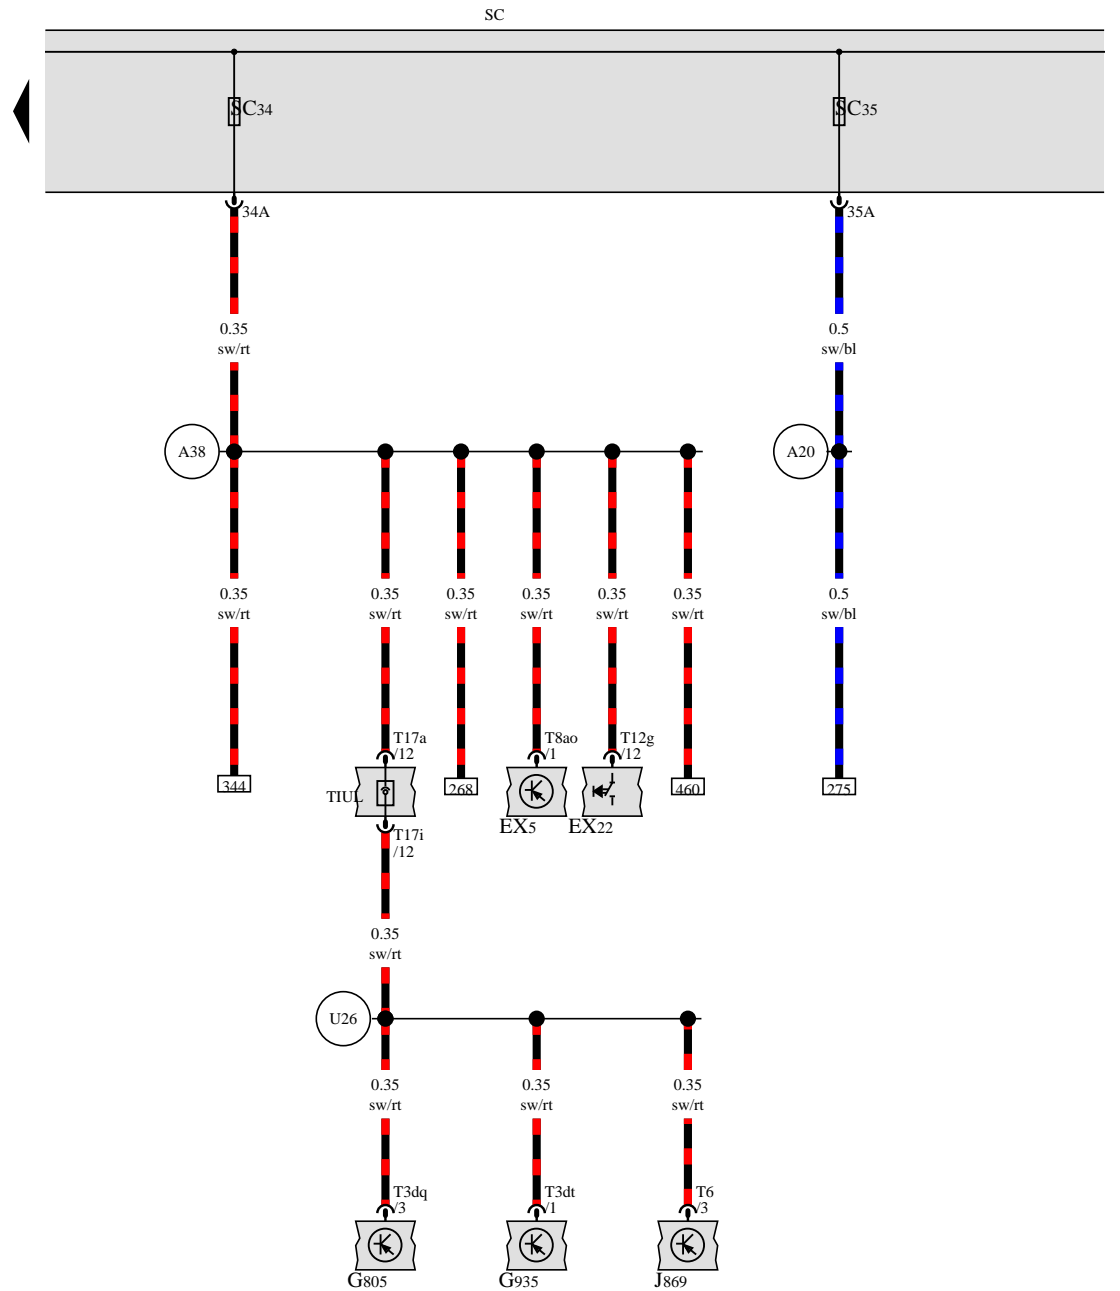 SC
SC34
SC35
34A
35A
0.35
sw/rt
0.5
sw/bl
A38
A20
0.35
sw/rt
0.35
sw/rt
0.35
sw/rt
0.35
sw/rt
0.35
sw/rt
0.35
sw/rt
0.5
sw/bl
T17a
/12
T8ao
/1
T12g
/12
344
TIUL
268
460
275
EX5
EX22
T17i
/12
0.35
sw/rt
U26
0.35
sw/rt
0.35
sw/rt
0.35
sw/rt
T3dq
/3
T3dt
/1
T6
/3
G805
G935
J869